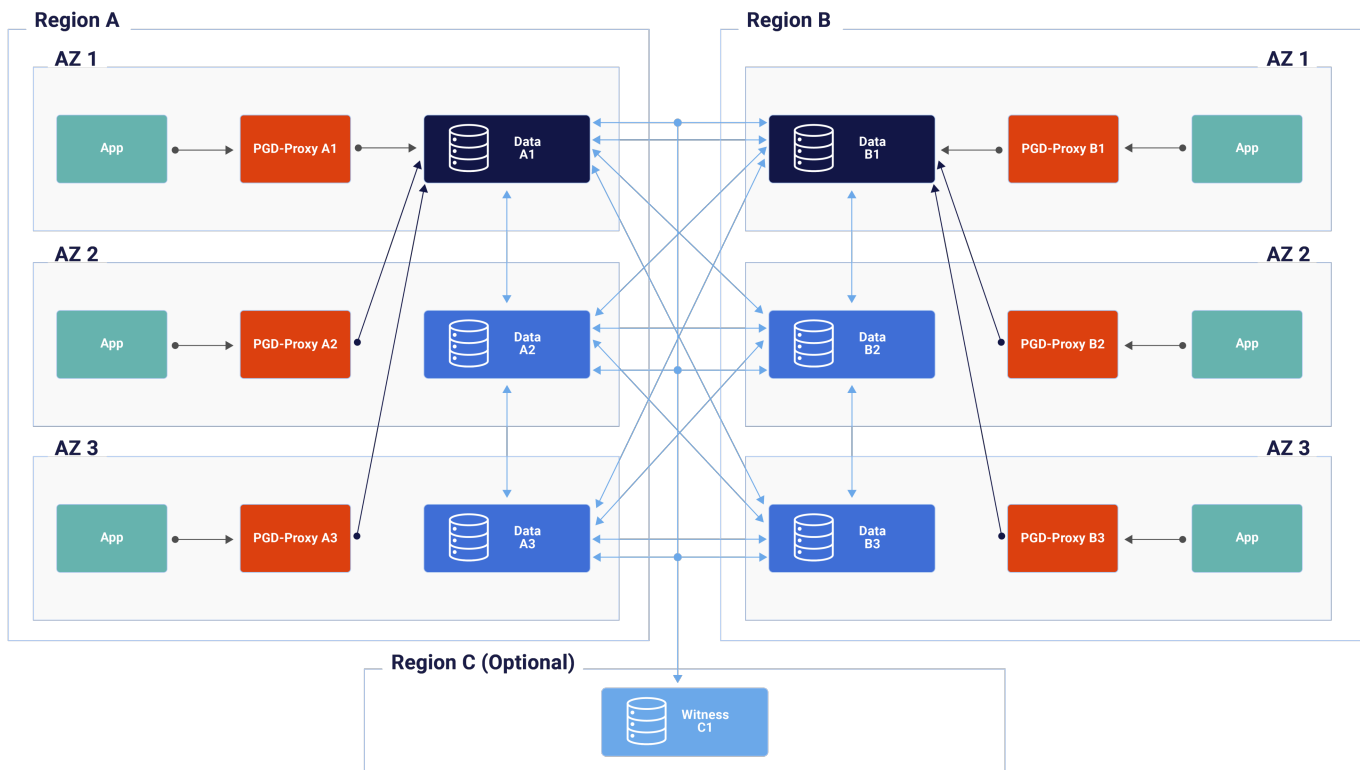 Region A
Region B
AZ 1
AZ 1
App
PGD-Proxy A1
Data
A1
Data
B1
PGD-Proxy B1
App
AZ 2
AZ 2
App
PGD-Proxy A2
Data
A2
Data
B2
PGD-Proxy B2
App
AZ 3
AZ 3
App
PGD-Proxy A3
Data
A3
Data
B3
PGD-Proxy B3
App
Region C (Optional)
Witness
C1